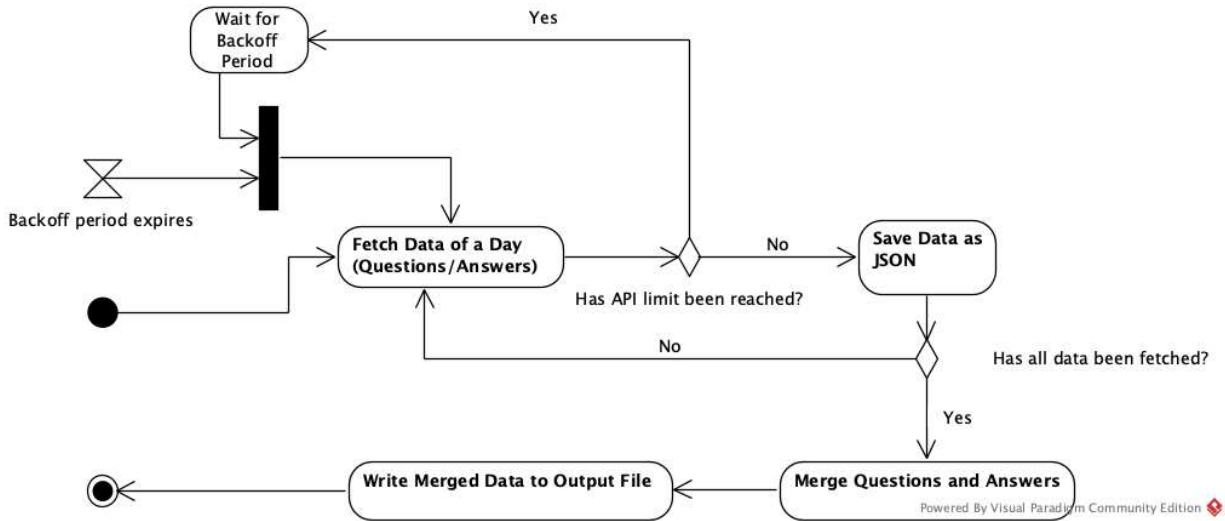 Wait for
Backoff
Period
Yes
Backoff period expires
Fetch Data of a Day
(Questions/Answers)
No
Save Data as
JSON
Has API limit been reached?
No
Has all data been fetched?
Yes
Write Merged Data to Output File
Merge Questions and Answers
Powered By Visual Paradigm Community Edition